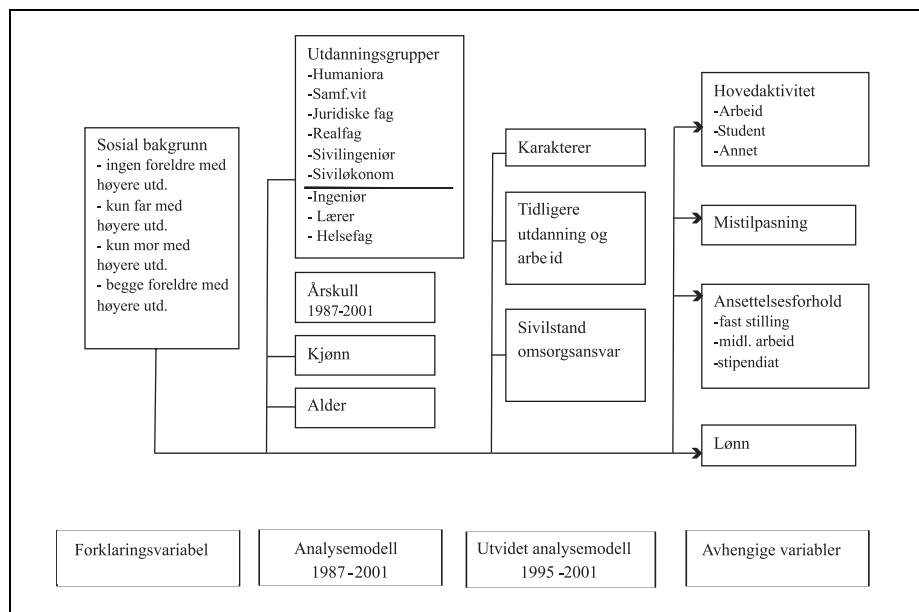 Sosial bakgrunn
- ingen foreldre med
høyere utd.
- kun far med
høyere utd.
- kun mor med
høyere utd.
- begge foreldre med
høyere utd.
Utdanningsgrupper
-Humaniora
-Samf.vit
-Juridiske fag
-Realfag
-Sivilingeniør
-Siviløkonom
-Ingeniør
- Lærer
- Helsefag
Årskull
1987-2001
Kjønn
Alder
Karakterer
Tidligere
utdanning og
arbeid
Sivilstand
omsorgsansvar
Hovedaktivitet
-Arbeid
-Student
-Annet
Mistilpasning
Ansettelsesforhold
-fast stilling
-midl. arbeid
-stipendiat
Lønn
Forklaringsvariabel
Analysemodell
1987-2001
Utvidet analysemodell
1995-2001
Avhengige variabler